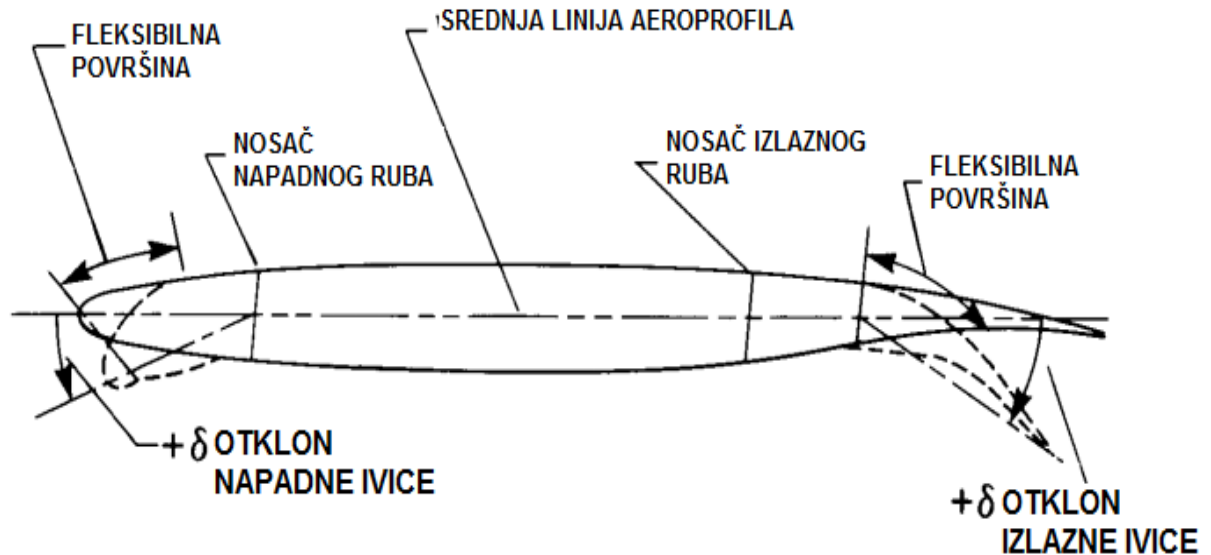 FLEKSIBILNA
POVRŠINA
SREDNJA LINIJA AEROPROFILA
NOSAČ
NAPADNOG RUBA
NOSAČ IZLAZNOG
RUBA
FLEKSIBILNA
POVRŠINA
+δ OTKLON
NAPADNE IVICE
+δ OTKLON
IZLAZNE IVICE